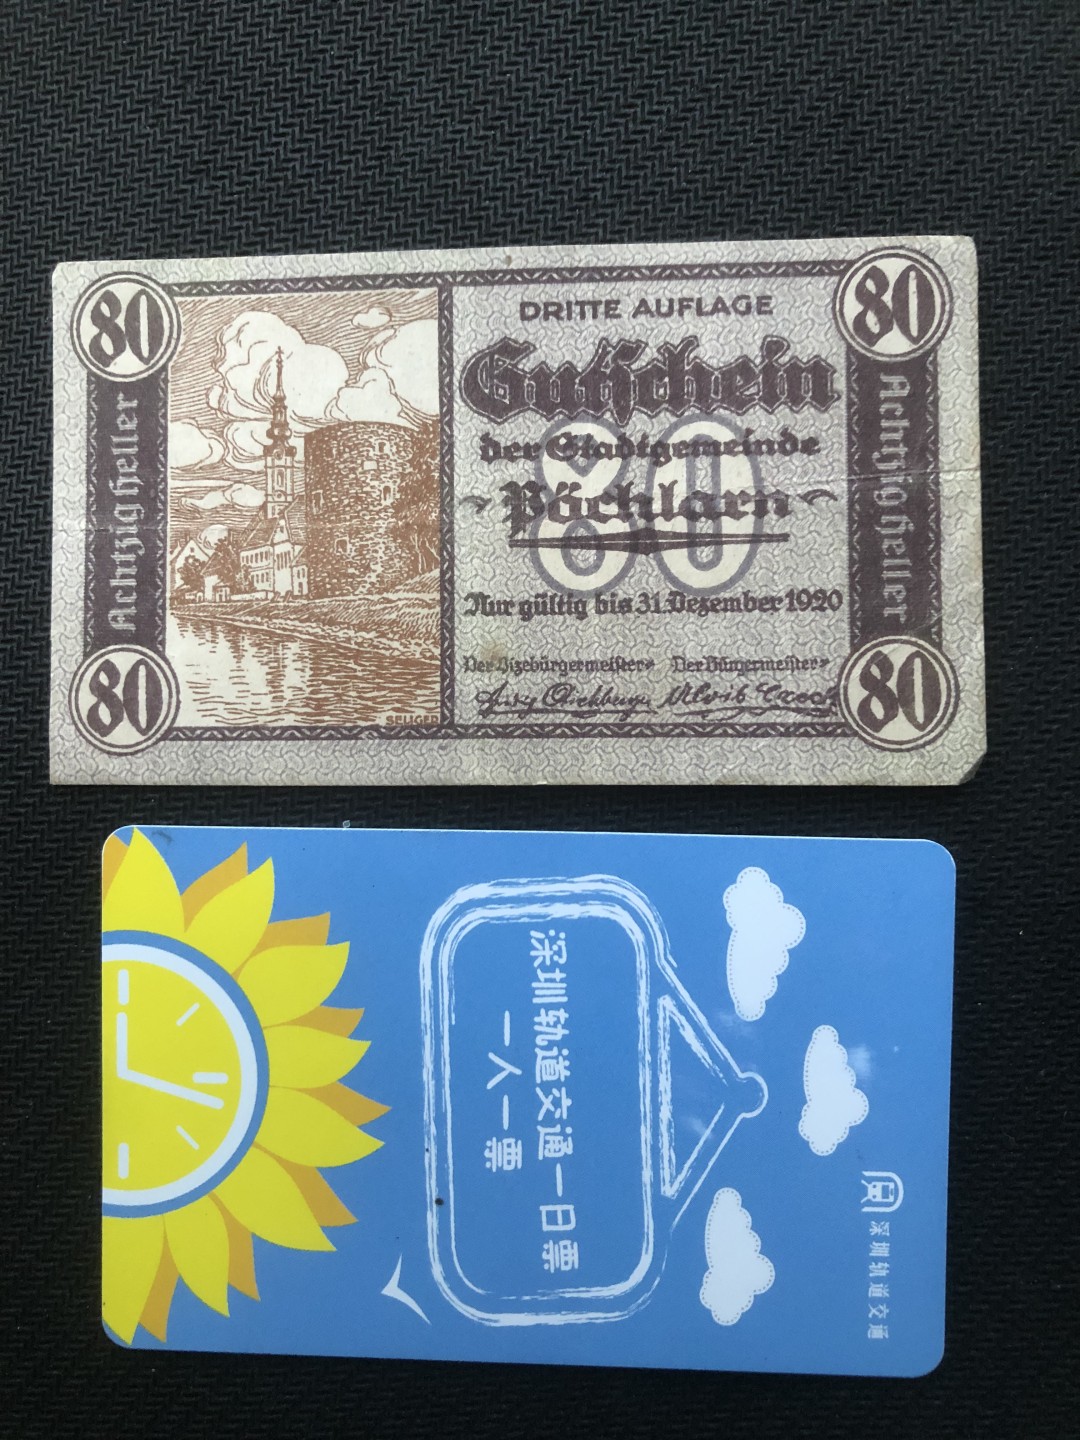 80
80
DRITTE AUFLAGE
Gutschein
der Stadtgemeinde
Pöchlarn
80
Nur gültig bis 31. Dezember 1920
Der Vizebürgermeister Der Bürgermeister
SELIGER
Achtzig Heller
Achtzig Heller
80
80
深圳轨道交通一日票
一人一票
深圳轨道交通